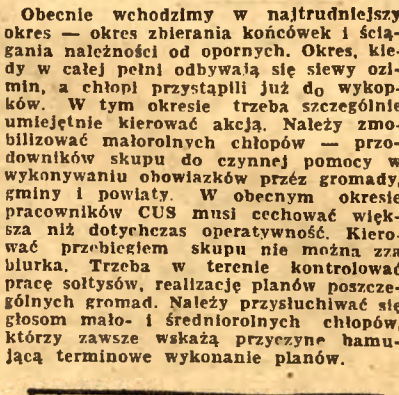 Obecnie wchodzimy w najtrudniejszy
okres — okres zbierania końcówek i ścią-
gania należności od opornych. Okres, kie-
dy w całej pełni odbywają się siewy ozi-
min, a chłopi przystąpili już do wykop-
ków. W tym okresie trzeba szczególnie
umiejętnie kierować akcją. Należy zmo-
bilizować małorolnych chłopów — przo-
downików skupu do czynnej pomocy w
wykonywaniu obowiazków przéz gromady,
gminy i powiaty. W obecnym okresie
pracowników CUS musi cechować więk-
sza niż dotychczas operatywność. Kiero-
wać przebiegiem skupu nie można zza
biurka. Trzeba w terenie kontrolować
pracę sołtysów, realizację planów poszcze-
gólnych gromad. Należy przysłuchiwać się
głosom mało- i średniorolnych chłopów,
którzy zawsze wskażą przyczynę hamu-
jącą terminowe wykonanie planów.